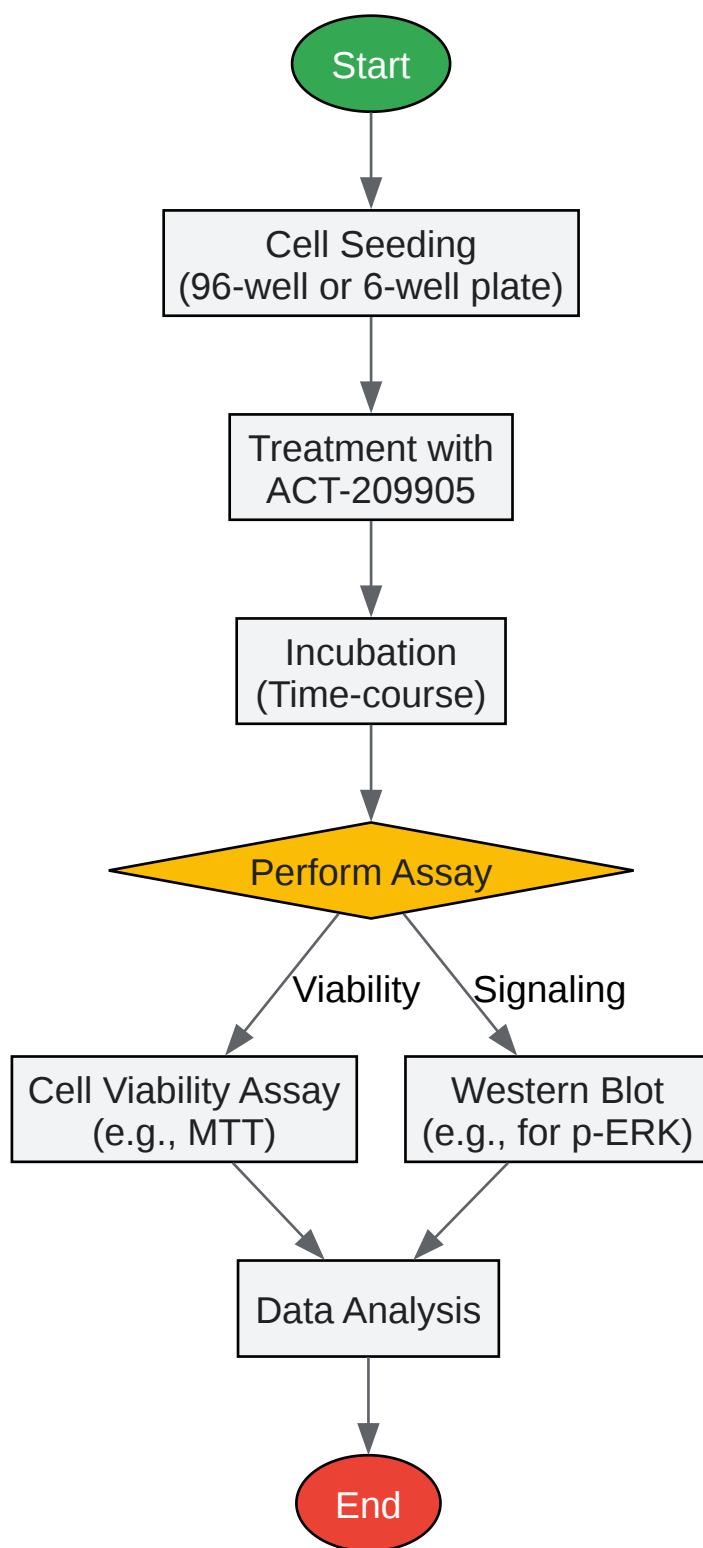 Start
Cell Seeding
(96-well or 6-well plate)
Treatment with
ACT-209905
Incubation
(Time-course)
Perform Assay
Viability
Signaling
Cell Viability Assay
(e.g., MTT)
Western Blot
(e.g., for p-ERK)
Data Analysis
End